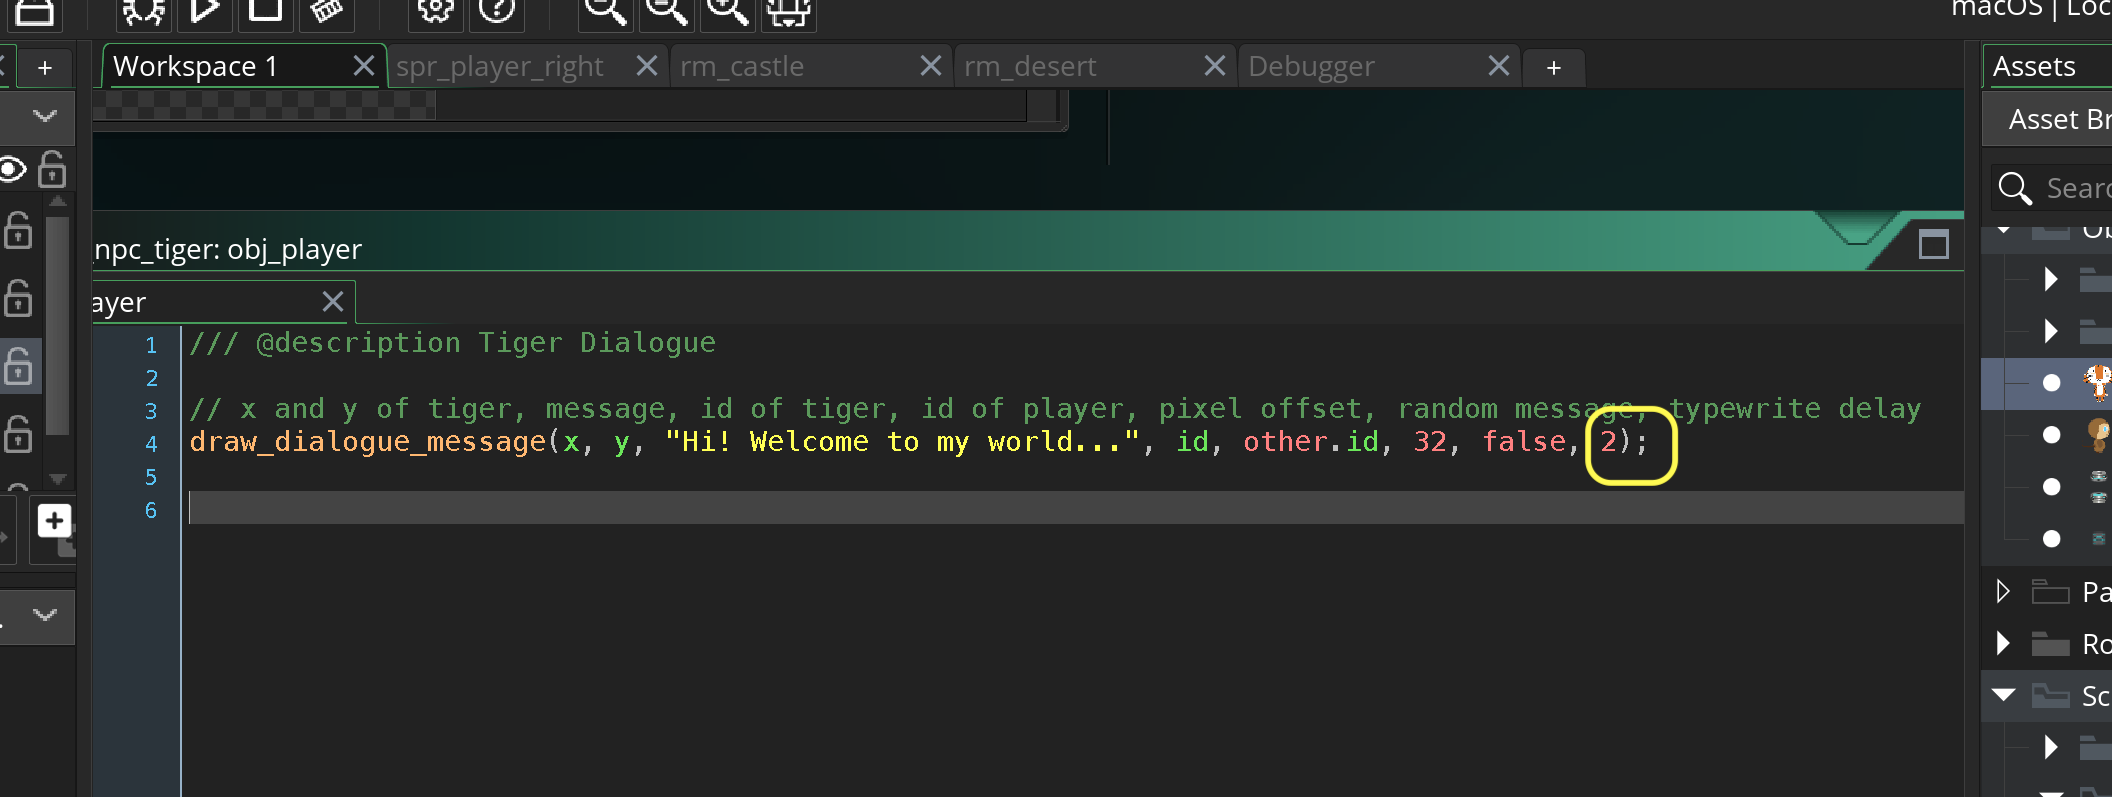 macOS | Loc
Workspace 1
spr_player_right
rm_castle
rm_desert
Debugger
Assets
Asset Br
Searc
Ob
_npc_tiger: obj_player
ayer
1 /// @description Tiger Dialogue
2
3 // x and y of tiger, message, id of tiger, id of player, pixel offset, random message, typewrite delay
4 draw_dialogue_message(x, y, "Hi! Welcome to my world...", id, other.id, 32, false, 2);
5
6
Pa
Ro
Sc